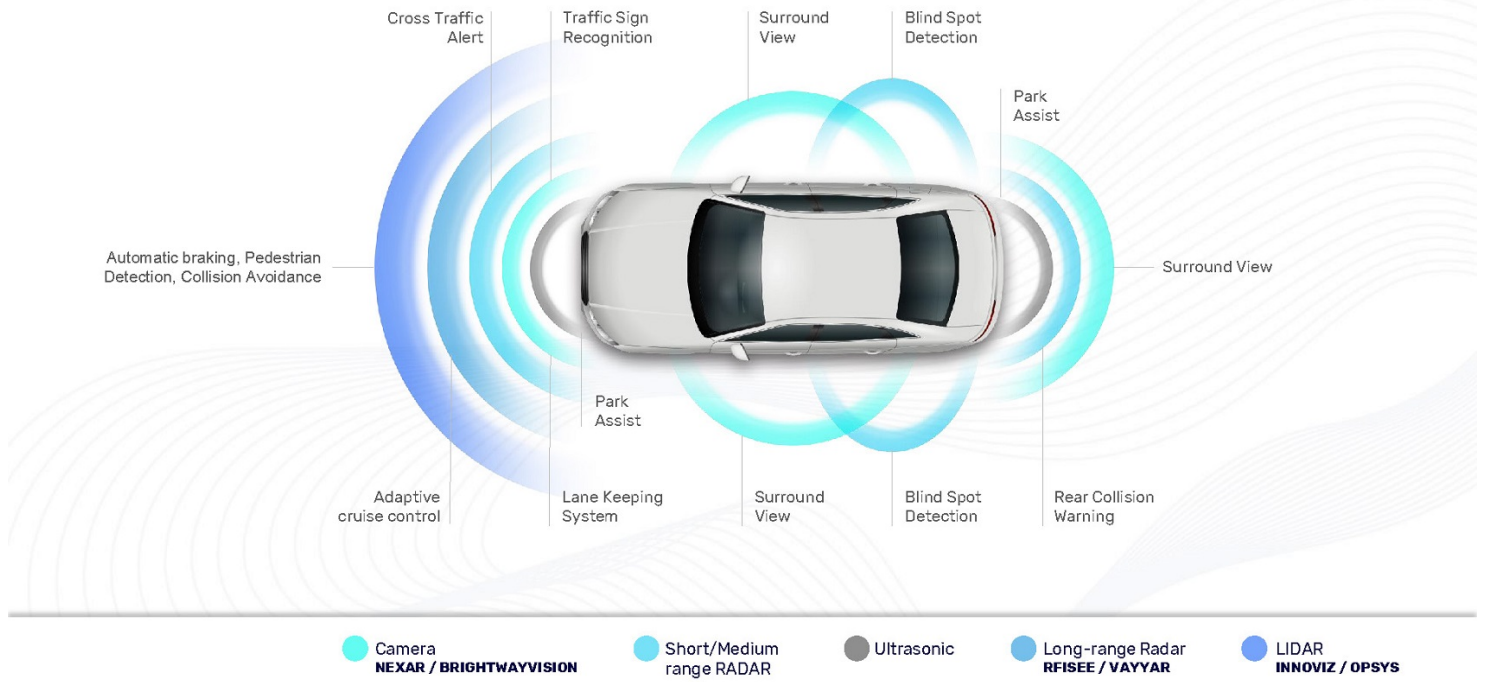 Cross Traffic
Alert
Traffic Sign
Recognition
Surround
View
Blind Spot
Detection
Park
Assist
Automatic braking, Pedestrian
Detection, Collision Avoidance
Surround View
Park
Assist
Adaptive
cruise control
Lane Keeping
System
Surround
View
Blind Spot
Detection
Rear Collision
Warning
Camera
NEXAR / BRIGHTWAYVISION
Short/Medium
range RADAR
Ultrasonic
Long-range Radar
RFISEE / VAYYAR
LIDAR
INNOVIZ / OPSYS